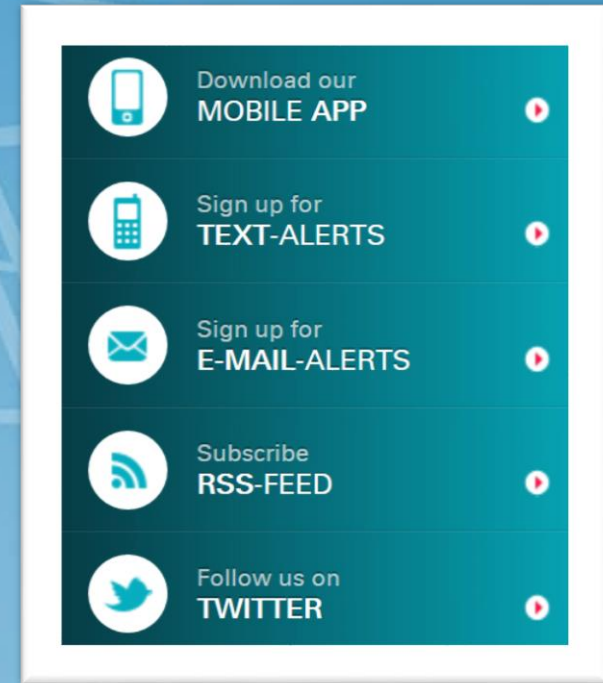 Download our
MOBILE APP
Sign up for
TEXT-ALERTS
Sign up for
E-MAIL-ALERTS
Subscribe
RSS-FEED
Follow us on
TWITTER